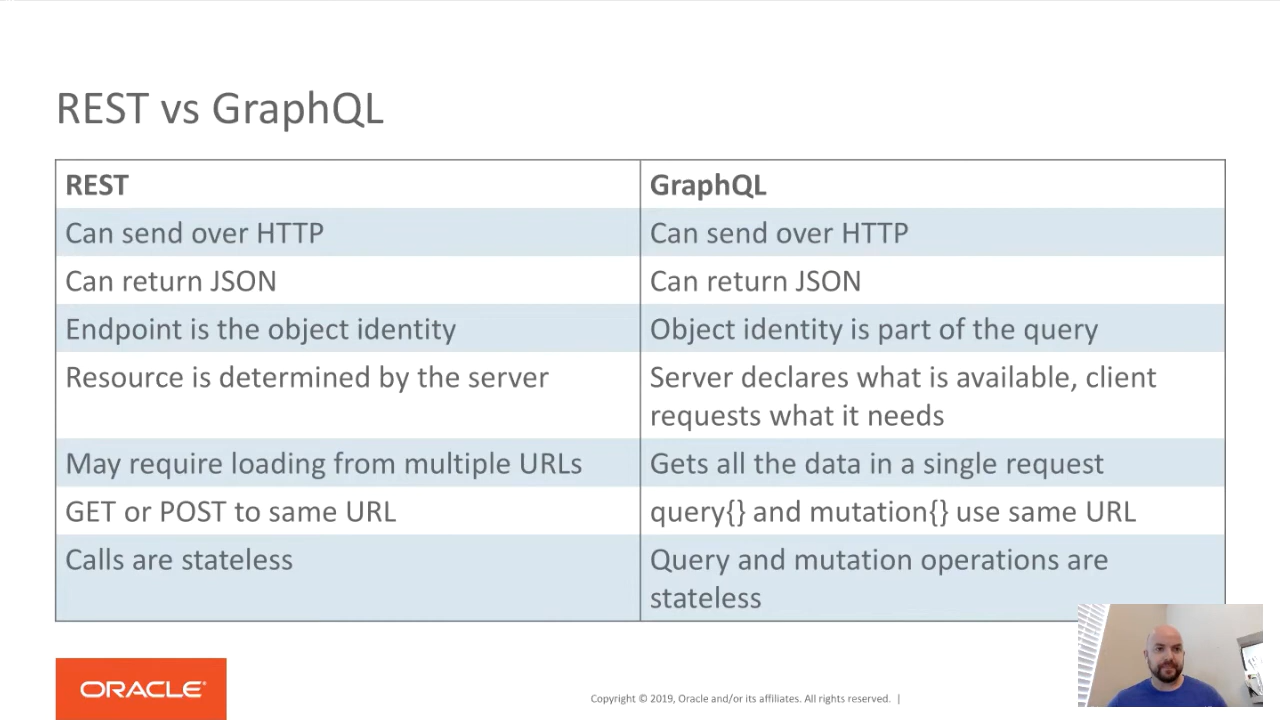 REST vs GraphQL
REST
GraphQL
Can send over HTTP
Can send over HTTP
Can return JSON
Can return JSON
Endpoint is the object identity
Object identity is part of the query
Resource is determined by the server
Server declares what is available, client
requests what it needs
May require loading from multiple URLs
Gets all the data in a single request
GET or POST to same URL
query{} and mutation{} use same URL
Calls are stateless
Query and mutation operations are
stateless
ORACLE®
Copyright © 2019, Oracle and/or its affiliates. All rights reserved. |